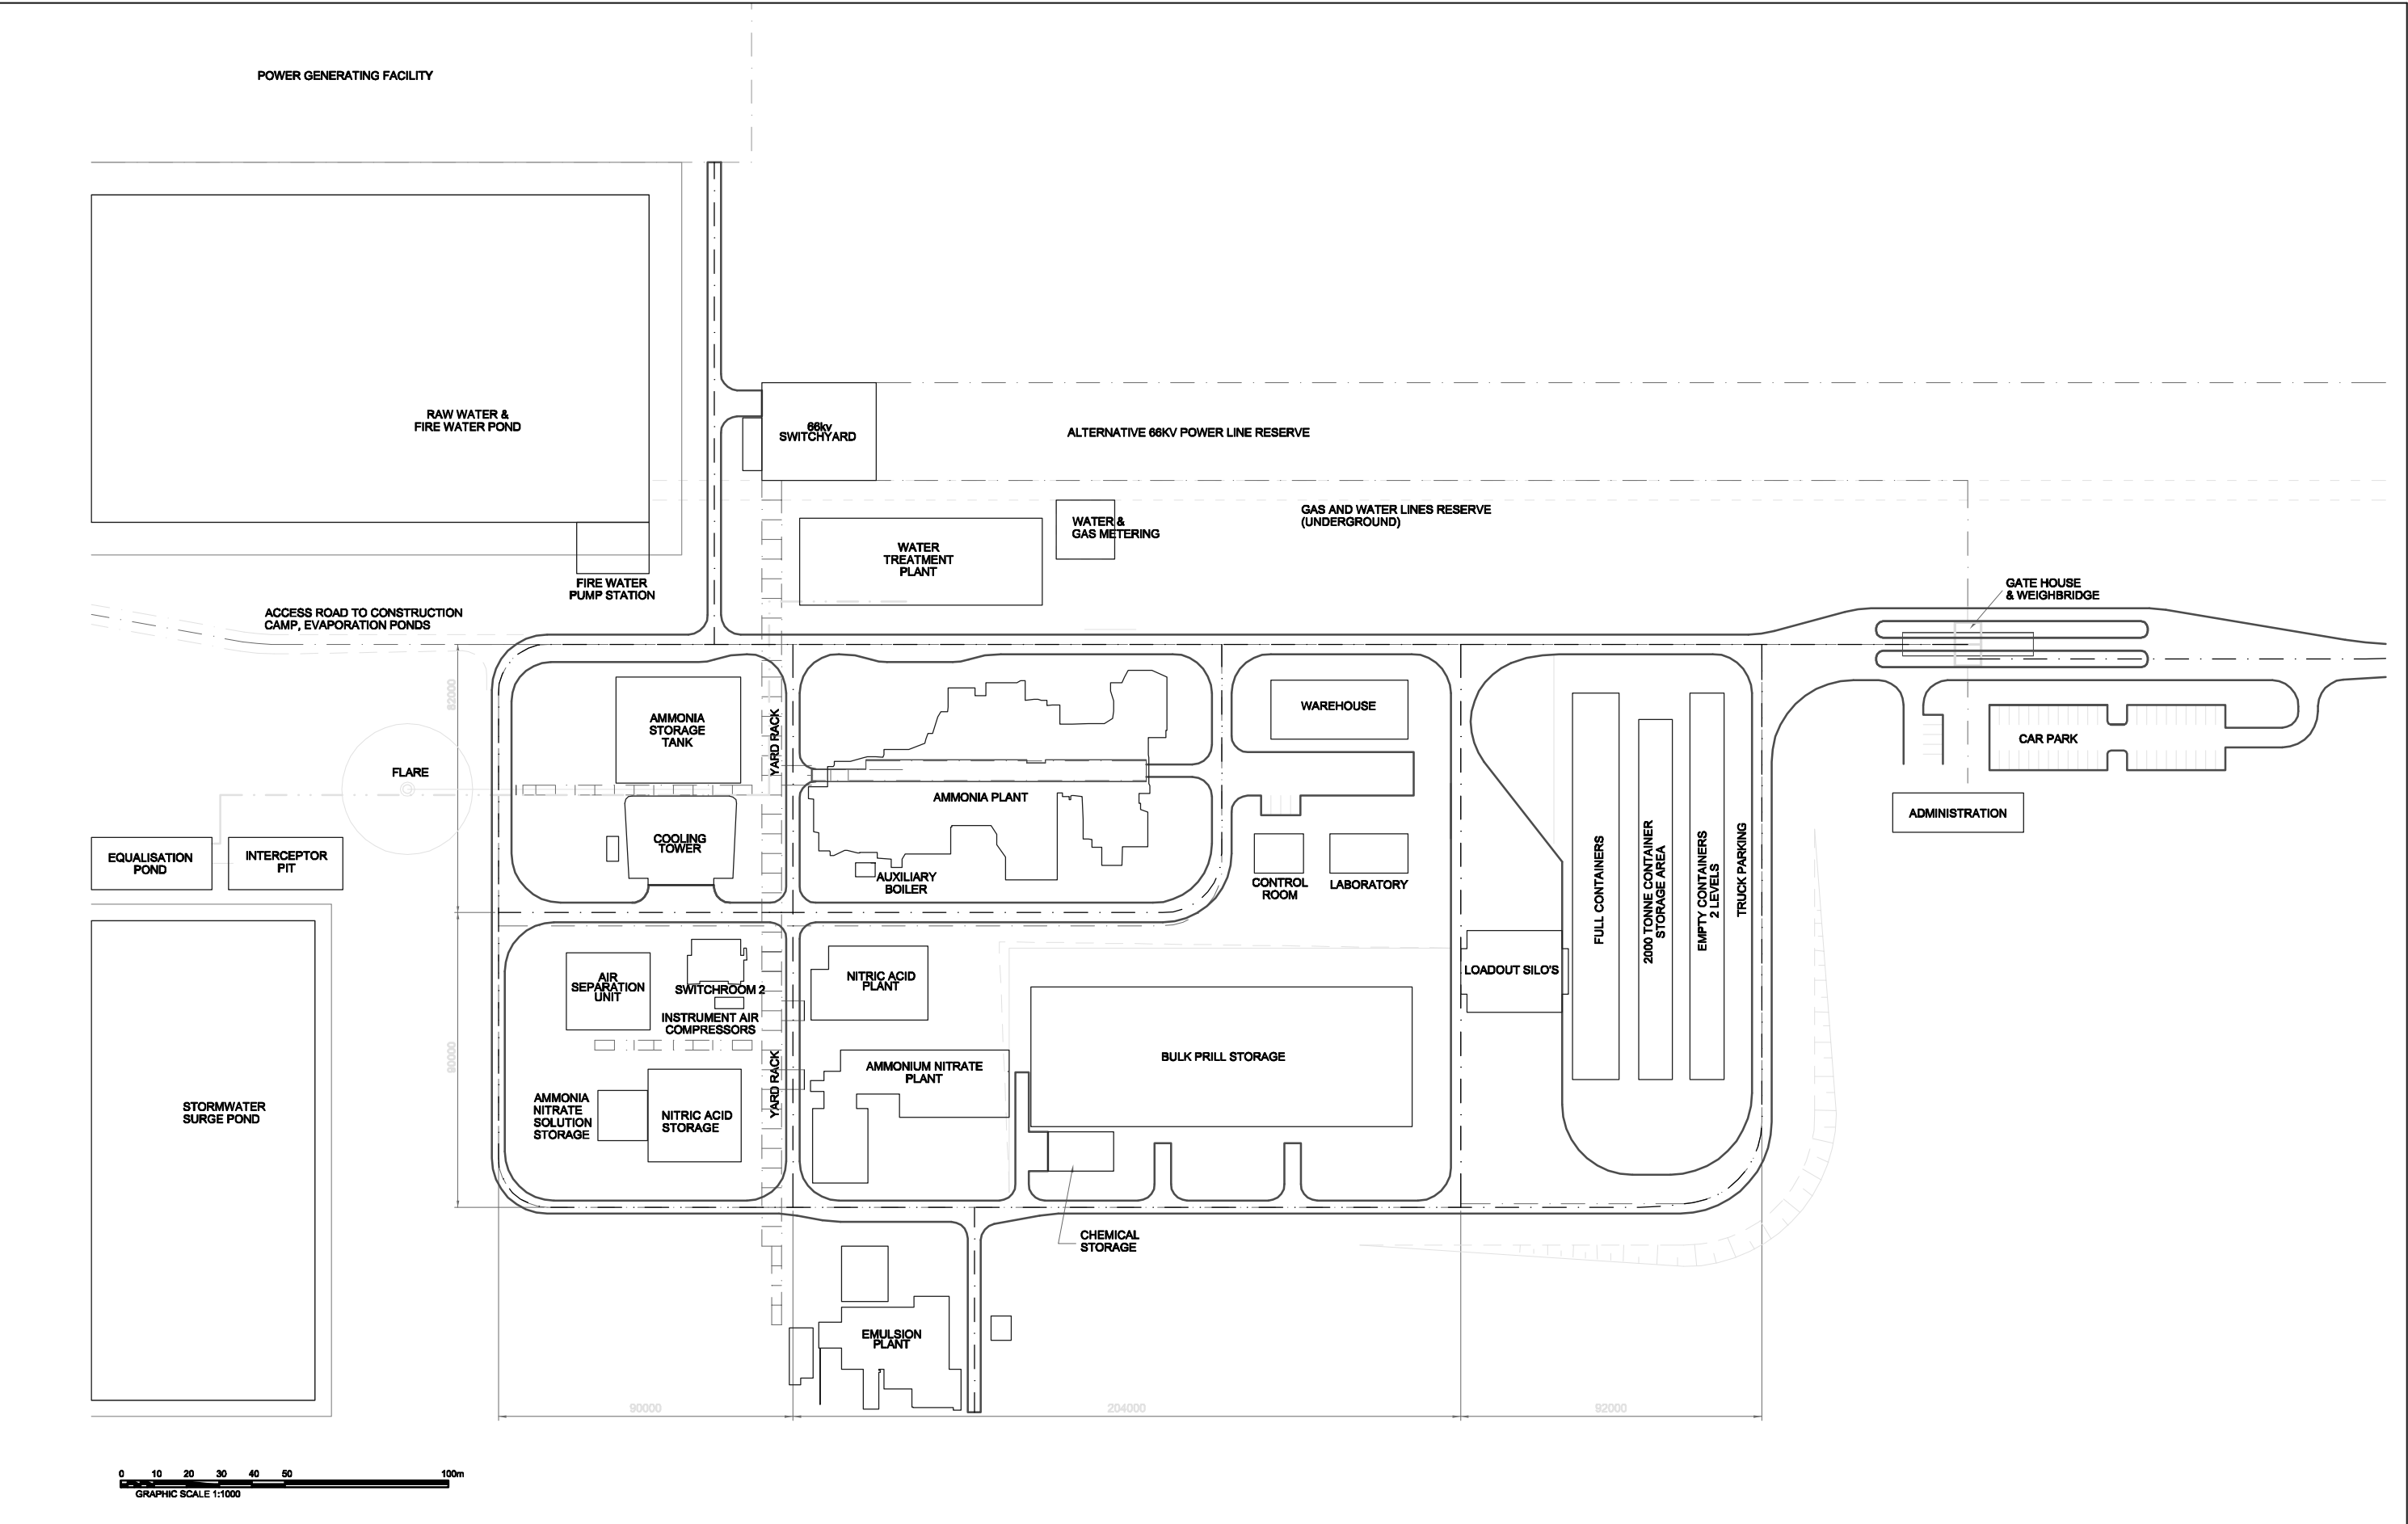 POWER GENERATING FACILITY
RAW WATER &
FIRE WATER POND
66kv
SWITCHYARD
ALTERNATIVE 66KV POWER LINE RESERVE
GAS AND WATER LINES RESERVE
(UNDERGROUND)
WATER &
GAS METERING
WATER
TREATMENT
PLANT
FIRE WATER
PUMP STATION
ACCESS ROAD TO CONSTRUCTION
CAMP, EVAPORATION PONDS
GATE HOUSE
& WEIGHBRIDGE
82000
AMMONIA
STORAGE
TANK
YARD RACK
WAREHOUSE
CAR PARK
FLARE
AMMONIA PLANT
ADMINISTRATION
COOLING
TOWER
EQUALISATION
POND
INTERCEPTOR
PIT
AUXILIARY
BOILER
CONTROL
ROOM
LABORATORY
FULL CONTAINERS
2000 TONNE CONTAINER
STORAGE AREA
EMPTY CONTAINERS
2 LEVELS
TRUCK PARKING
AIR
SEPARATION
UNIT
SWITCHROOM 2
INSTRUMENT AIR
COMPRESSORS
NITRIC ACID
PLANT
LOADOUT SILO'S
90000
YARD RACK
AMMONIUM NITRATE
PLANT
BULK PRILL STORAGE
STORMWATER
SURGE POND
AMMONIA
NITRATE
SOLUTION
STORAGE
NITRIC ACID
STORAGE
CHEMICAL
STORAGE
EMULSION
PLANT
90000
204000
92000
0 10 20 30 40 50 100m
GRAPHIC SCALE 1:1000